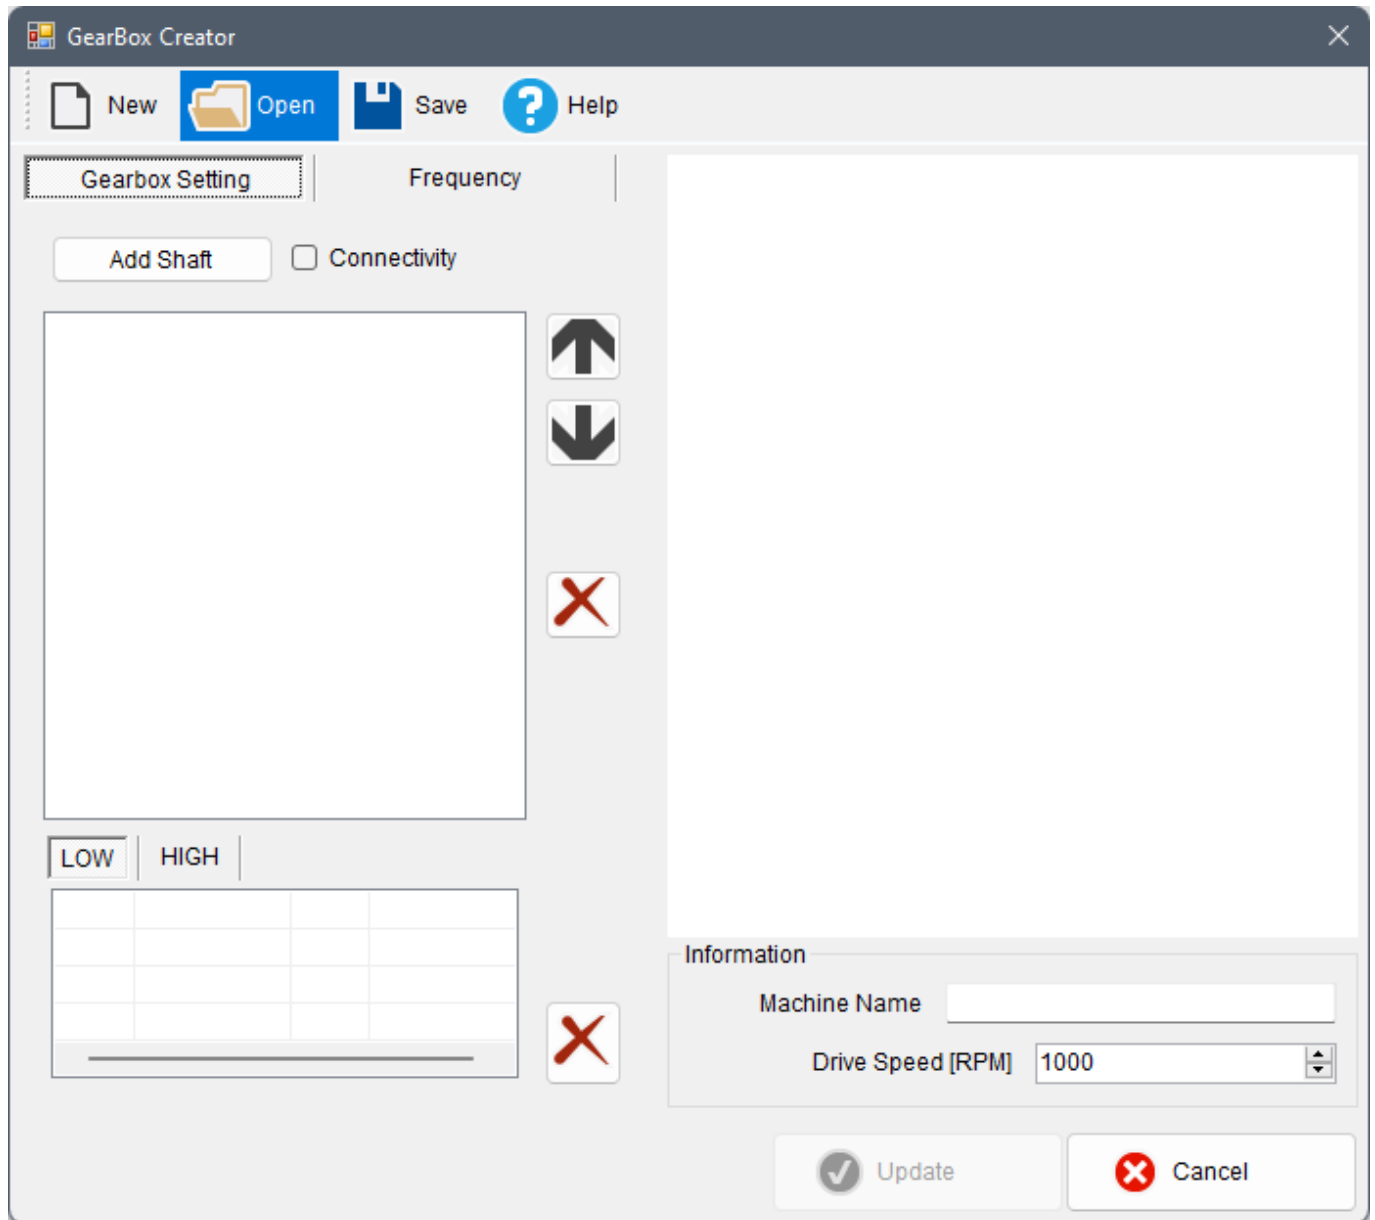 GearBox Creator
New Open Save Help
Gearbox Setting Frequency
Add Shaft Connectivity
LOW HIGH
Information
Machine Name
Drive Speed [RPM] 1000
Update Cancel